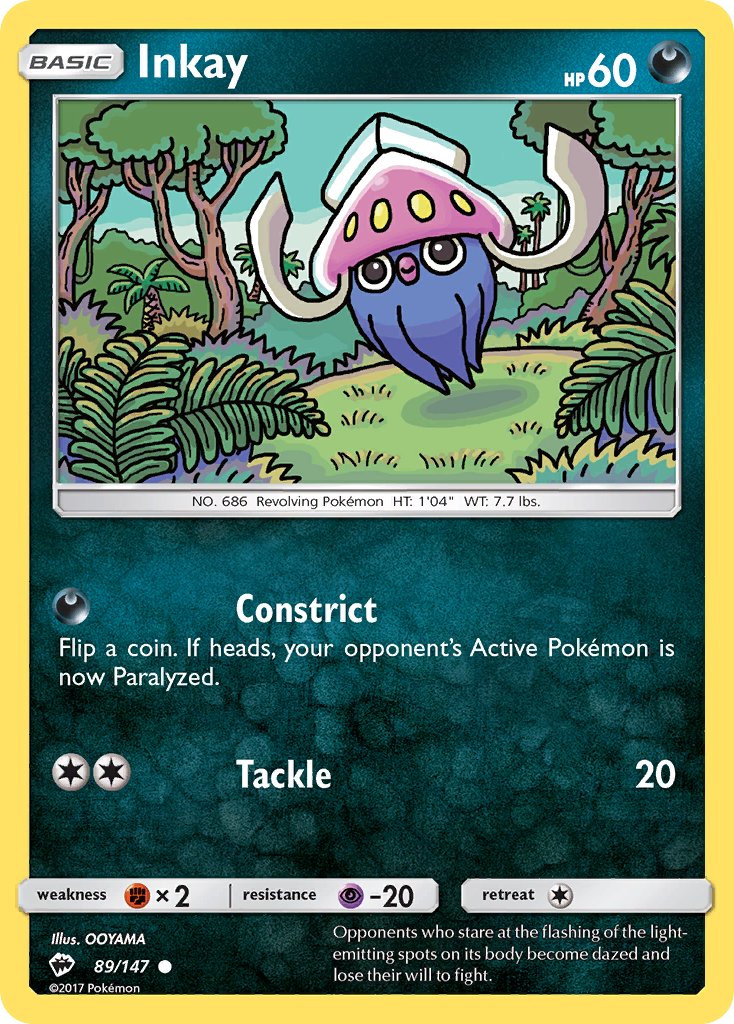 BASIC Inkay HP60
NO. 686 Revolving Pokémon HT: 1'04" WT: 7.7 lbs.
Constrict
Flip a coin. If heads, your opponent's Active Pokémon is
now Paralyzed.
Tackle 20
weakness ×2 resistance -20 retreat
Illus. OOYAMA
89/147
©2017 Pokémon
Opponents who stare at the flashing of the light-
emitting spots on its body become dazed and
lose their will to fight.